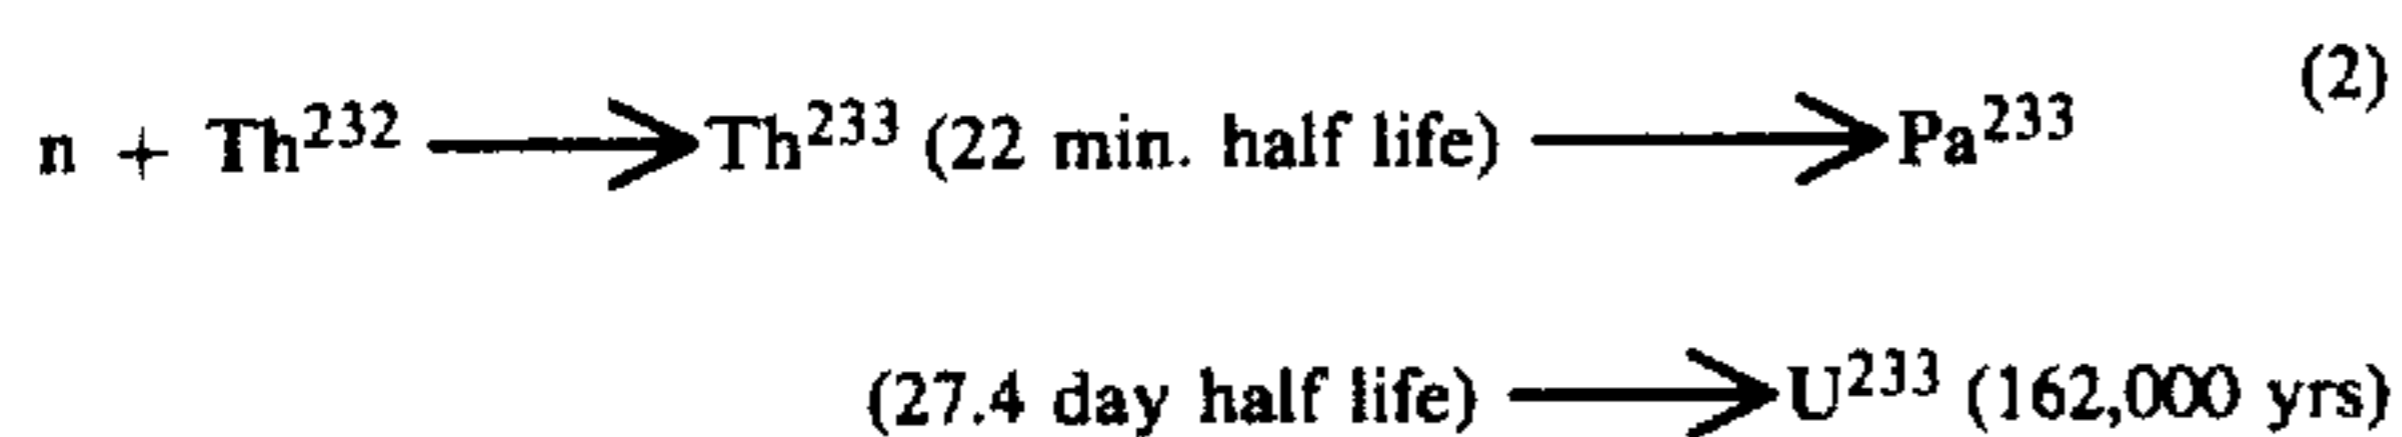 (2)
n + Th²³² ⟶ Th²³³ (22 min. half life) ⟶ Pa²³³
(27.4 day half life) ⟶ U²³³ (162,000 yrs)